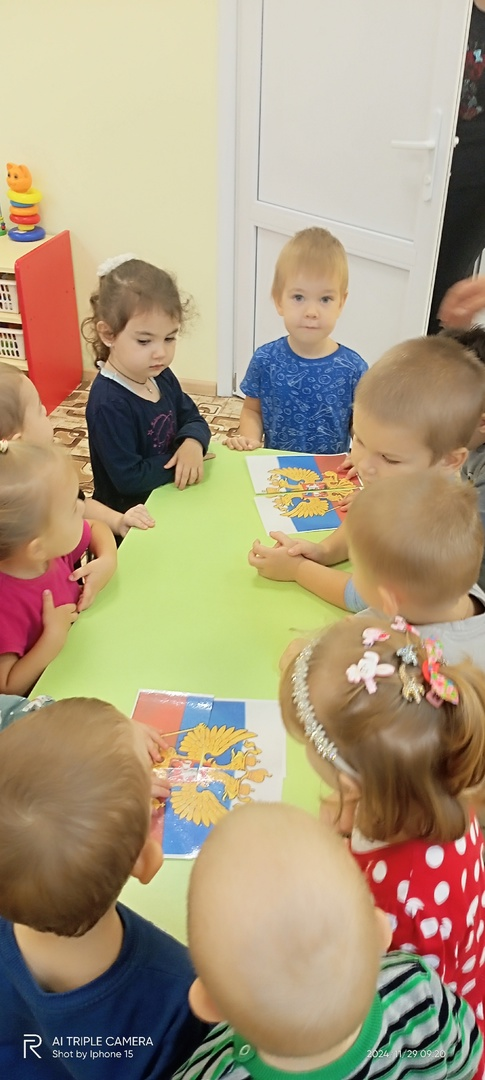 AI TRIPLE CAMERA
Shot by Iphone 15
2024/11/29 09:20